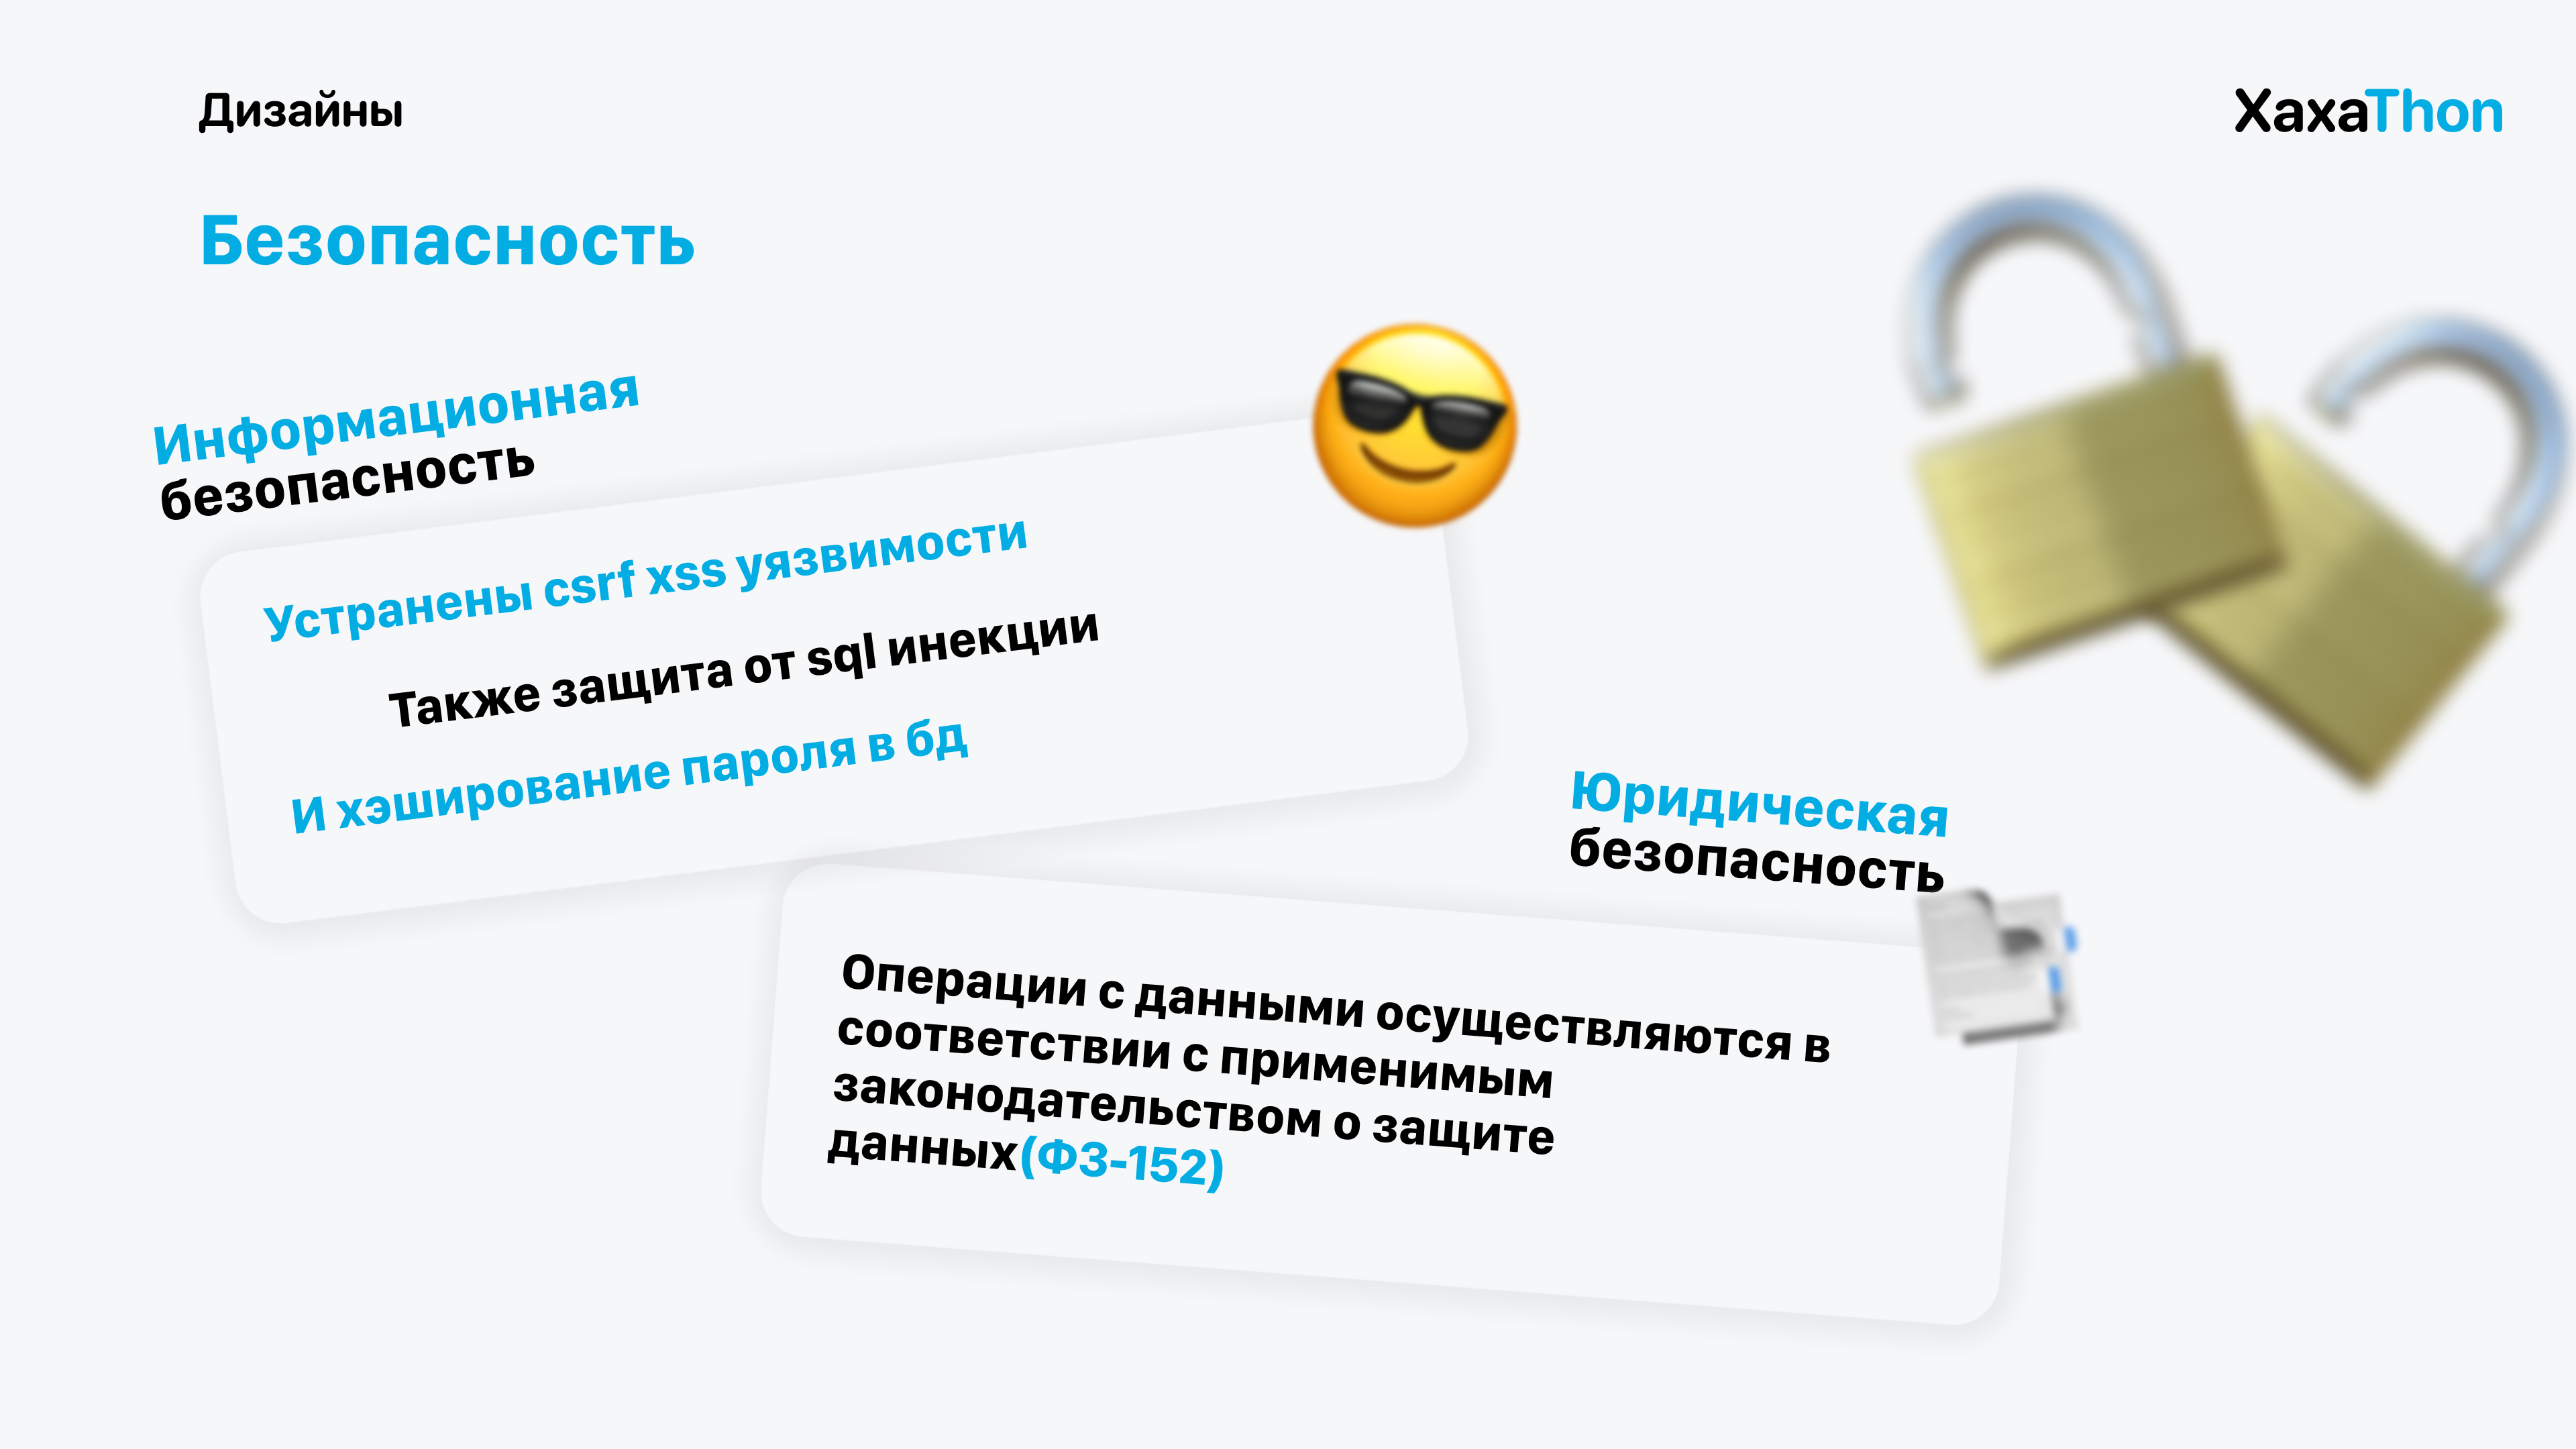 Дизайны
XaxaThon
Безопасность
Информационная
безопасность
Устранены csrf xss уязвимости
Также защита от sql инекции
И хэширование пароля в бд
Юридическая
безопасность
Операции с данными осуществляются в
соответствии с применимым
законодательством о защите
данных(ФЗ-152)